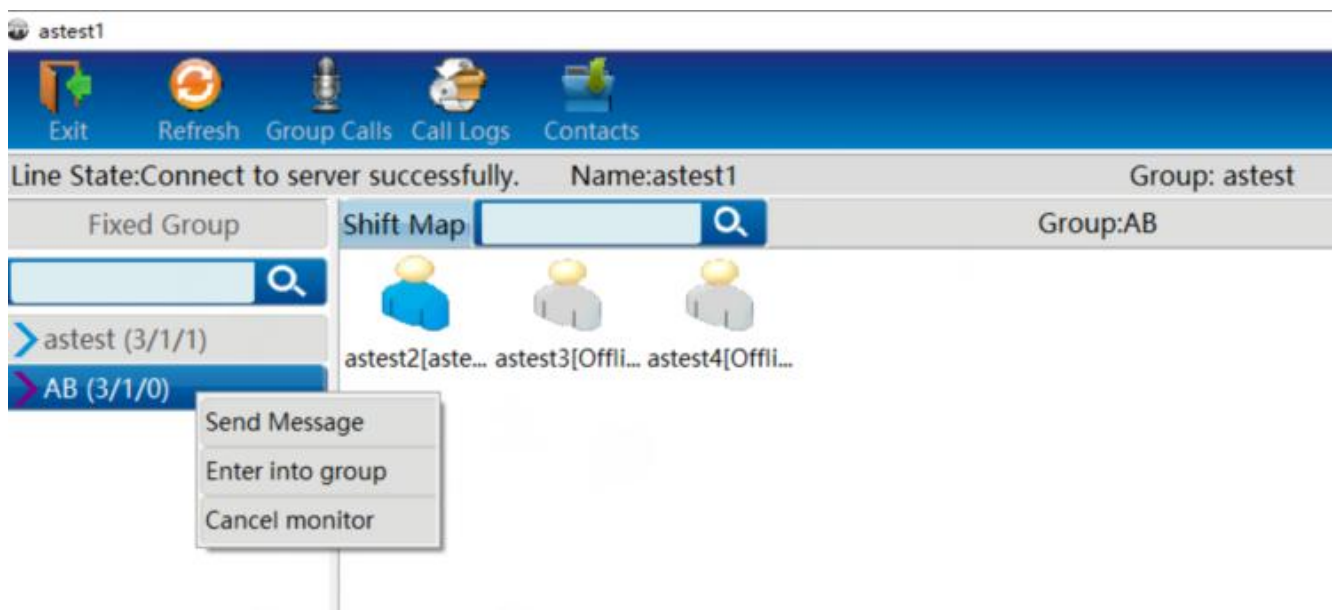 astest1
Exit Refresh Group Calls Call Logs Contacts
Line State:Connect to server successfully. Name:astest1 Group: astest
Fixed Group Shift Map Group:AB
astest (3/1/1)
astest2[aste... astest3[Offli... astest4[Offli...
AB (3/1/0)
Send Message
Enter into group
Cancel monitor